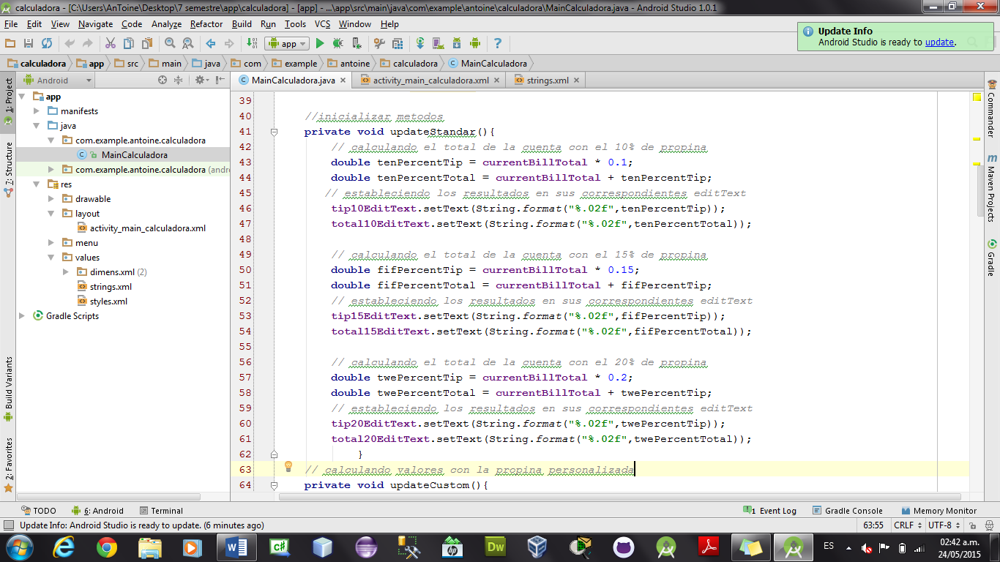 calculadora - [C:\Users\AnToine\Desktop\7 semestre\app\calculadora] - [app] - ...\app\src\main\java\com\example\antoine\calculadora\MainCalculadora.java - Android Studio 1.0.1
File Edit View Navigate Code Analyze Refactor Build Run Tools VCS Window Help
Update Info
Android Studio is ready to update.
app
calculadora app src main java com example antoine calculadora MainCalculadora
Android
MainCalculadora.java activity_main_calculadora.xml strings.xml
1: Project
7: Structure
Build Variants
2: Favorites
app
manifests
java
com.example.antoine.calculadora
MainCalculadora
com.example.antoine.calculadora (andro
res
drawable
layout
activity_main_calculadora.xml
menu
values
dimens.xml (2)
strings.xml
styles.xml
Gradle Scripts
39
40 //inicializar metodos
41 private void updateStandar(){
42 // calculando el total de la cuenta con el 10% de propina
43 double tenPercentTip = currentBillTotal * 0.1;
44 double tenPercentTotal = currentBillTotal + tenPercentTip;
45 // estableciendo los resultados en sus correspondientes editText
46 tip10EditText.setText(String.format("%.02f",tenPercentTip));
47 total10EditText.setText(String.format("%.02f",tenPercentTotal));
48
49 // calculando el total de la cuenta con el 15% de propina
50 double fifPercentTip = currentBillTotal * 0.15;
51 double fifPercentTotal = currentBillTotal + fifPercentTip;
52 // estableciendo los resultados en sus correspondientes editText
53 tip15EditText.setText(String.format("%.02f",fifPercentTip));
54 total15EditText.setText(String.format("%.02f",fifPercentTotal));
55
56 // calculando el total de la cuenta con el 20% de propina
57 double twePercentTip = currentBillTotal * 0.2;
58 double twePercentTotal = currentBillTotal + twePercentTip;
59 // estableciendo los resultados en sus correspondientes editText
60 tip20EditText.setText(String.format("%.02f",twePercentTip));
61 total20EditText.setText(String.format("%.02f",twePercentTotal));
62 }
63 // calculando valores con la propina personalizada
64 private void updateCustom(){
Commander
m
Maven Projects
Gradle
TODO 6: Android Terminal 1 Event Log Gradle Console Memory Monitor
Update Info: Android Studio is ready to update. (6 minutes ago) 63:55 CRLF UTF-8
W
C#
hp
Dw
ES
02:42 a.m.
24/05/2015